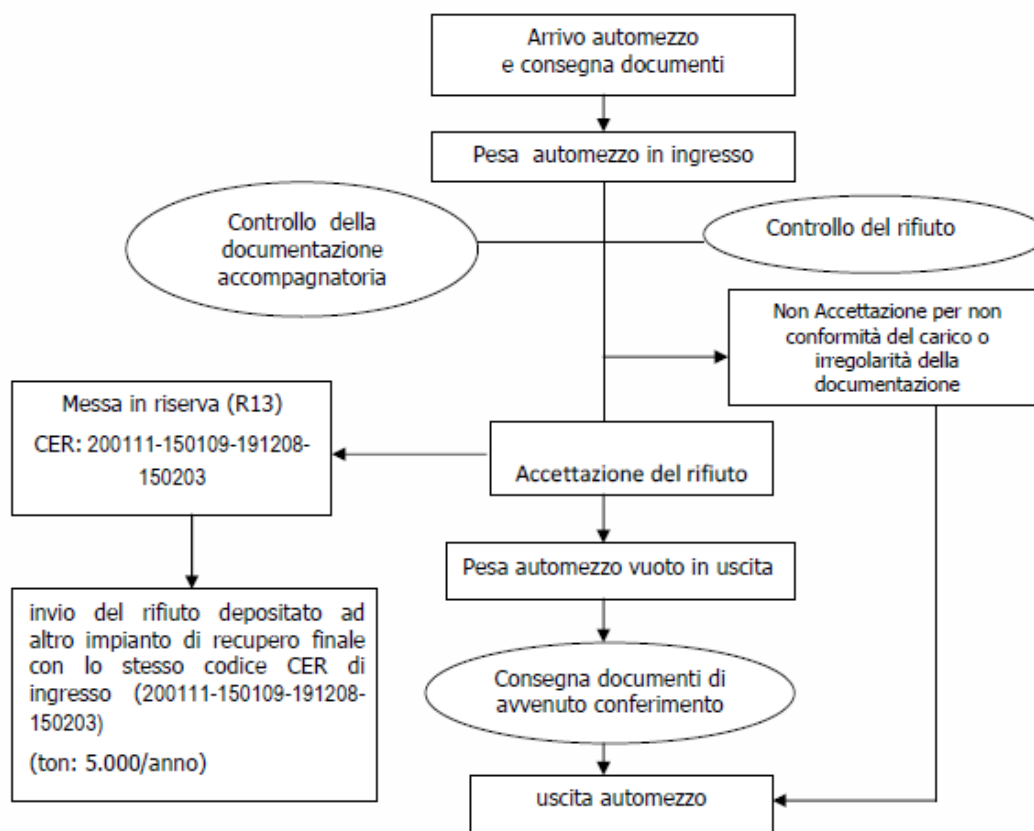 Arrivo automezzo
e consegna documenti
Pesa automezzo in ingresso
Controllo della
documentazione
accompagnatoria
Controllo del rifiuto
Non Accettazione per non
conformità del carico o
irregolarità della
documentazione
Messa in riserva (R13)
CER: 200111-150109-191208-
150203
Accettazione del rifiuto
Pesa automezzo vuoto in uscita
invio del rifiuto depositato ad
altro impianto di recupero finale
con lo stesso codice CER di
ingresso (200111-150109-191208-
150203)
(ton: 5.000/anno)
Consegna documenti di
avvenuto conferimento
uscita automezzo